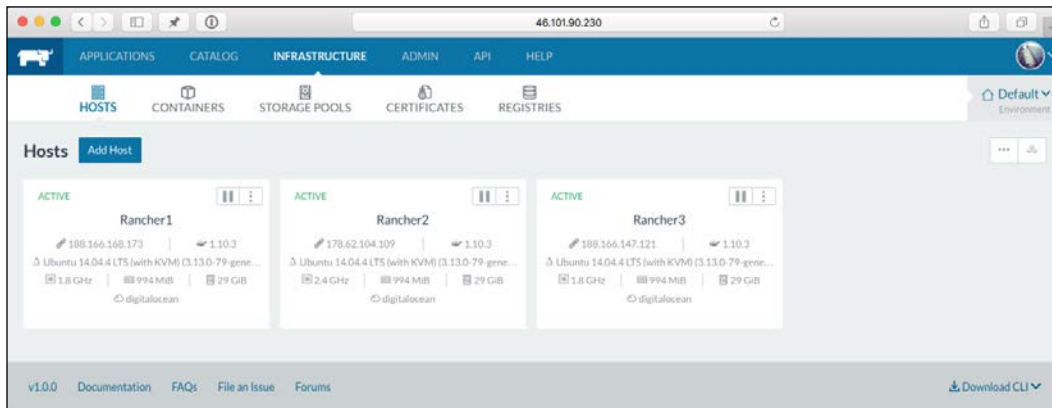 46.101.90.230
APPLICATIONS CATALOG INFRASTRUCTURE ADMIN API HELP
HOSTS CONTAINERS STORAGE POOLS CERTIFICATES REGISTRIES
Default
Environment
Hosts Add Host
ACTIVE
Rancher1
188.166.168.173 1.10.3
Ubuntu 14.04.4 LTS (with KVM) (3.13.0-79-gene...
1.8 GHz 994 MiB 29 GiB
digitalocean
ACTIVE
Rancher2
178.62.104.109 1.10.3
Ubuntu 14.04.4 LTS (with KVM) (3.13.0-79-gene...
2.4 GHz 994 MiB 29 GiB
digitalocean
ACTIVE
Rancher3
188.166.147.121 1.10.3
Ubuntu 14.04.4 LTS (with KVM) (3.13.0-79-gene...
1.8 GHz 994 MiB 29 GiB
digitalocean
v1.0.0 Documentation FAQs File an Issue Forums Download CLI